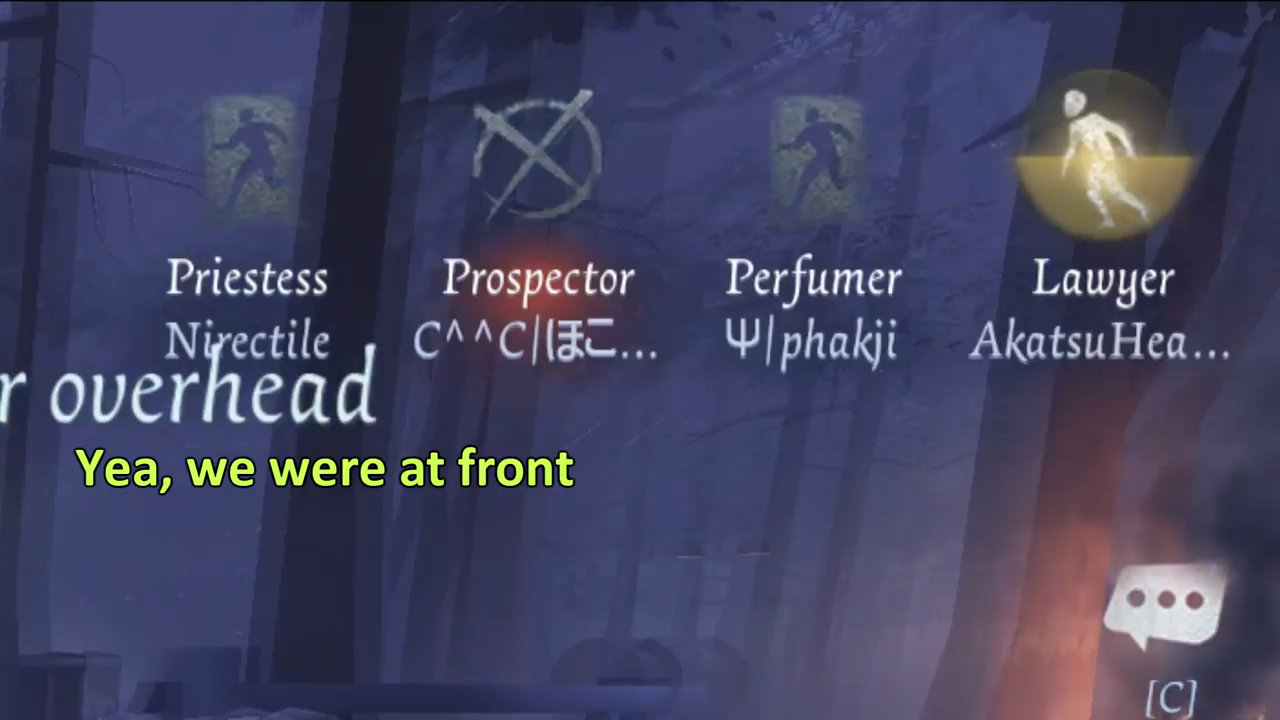 Priestess Prospector Perfumer Lawyer
Nirectile C^^C|ほこ... Ψ|phakji AkatsuHea...
r overhead
Yea, we were at front
[C]